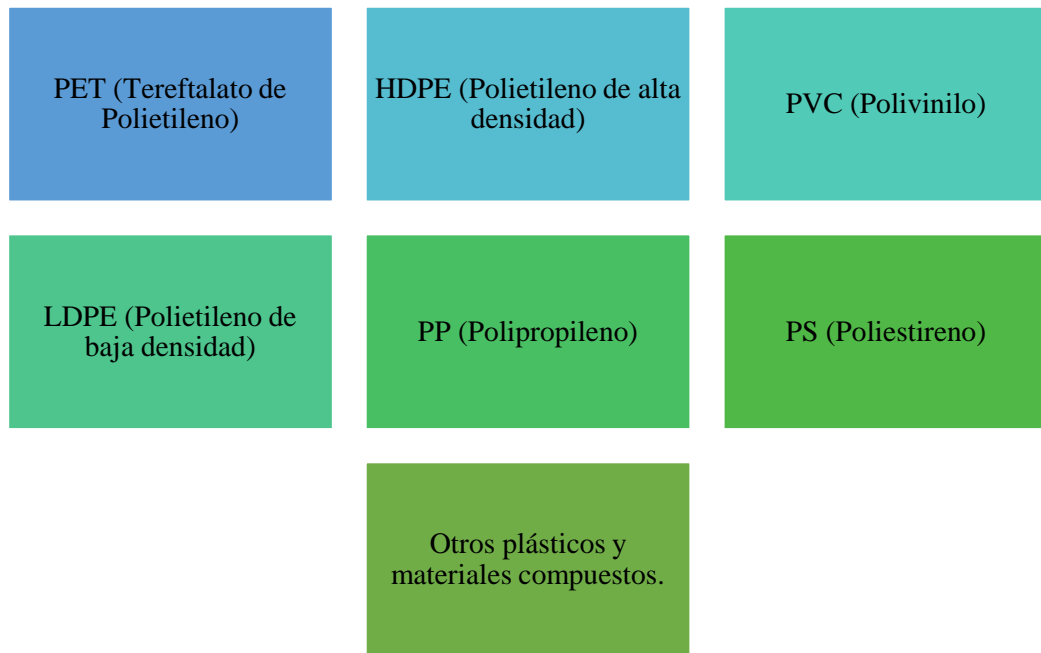 PET (Tereftalato de
Polietileno)
HDPE (Polietileno de alta
densidad)
PVC (Polivinilo)
LDPE (Polietileno de
baja densidad)
PP (Polipropileno)
PS (Poliestireno)
Otros plásticos y
materiales compuestos.